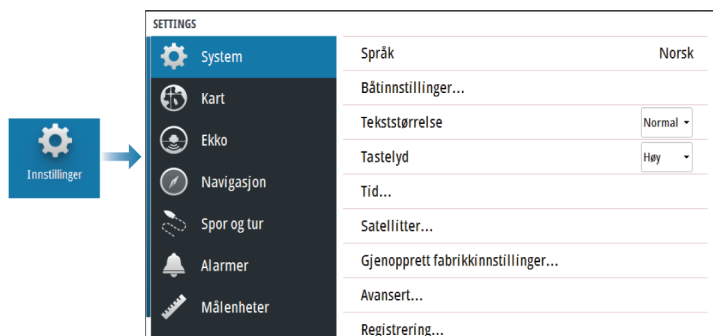 SETTINGS
Innstillinger
System
Kart
Ekko
Navigasjon
Spor og tur
Alarmer
Målenheter
Språk Norsk
Båtinnstillinger...
Tekststørrelse Normal
Tastelyd Høy
Tid...
Satellitter...
Gjenopprett fabrikkinnstillinger...
Avansert...
Registrering...